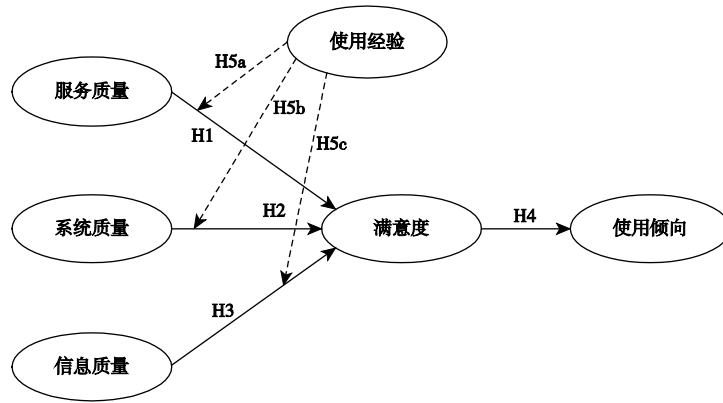 使用经验
H5a
服务质量
H5b
H1
H5c
系统质量
H2
满意度
H4
使用倾向
H3
信息质量